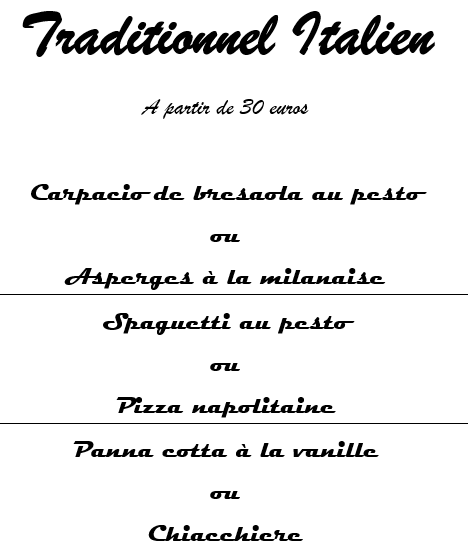 Traditionnel Italien
A partir de 30 euros
Carpacio de bresaola au pesto
ou
Asperges à la milanaise
Spaguetti au pesto
ou
Pizza napolitaine
Panna cotta à la vanille
ou
Chiacchiere